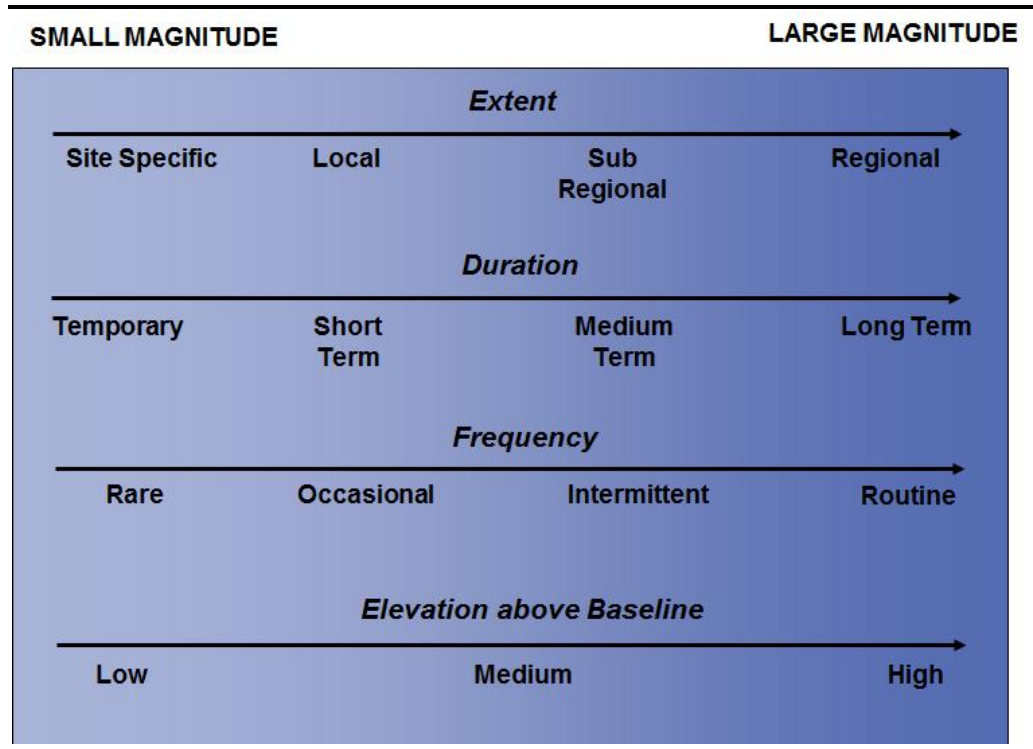 SMALL MAGNITUDE LARGE MAGNITUDE
Extent
Site Specific Local Sub Regional
Regional
Duration
Temporary Short Medium Long Term
Term Term
Frequency
Rare Occasional Intermittent Routine
Elevation above Baseline
Low Medium High